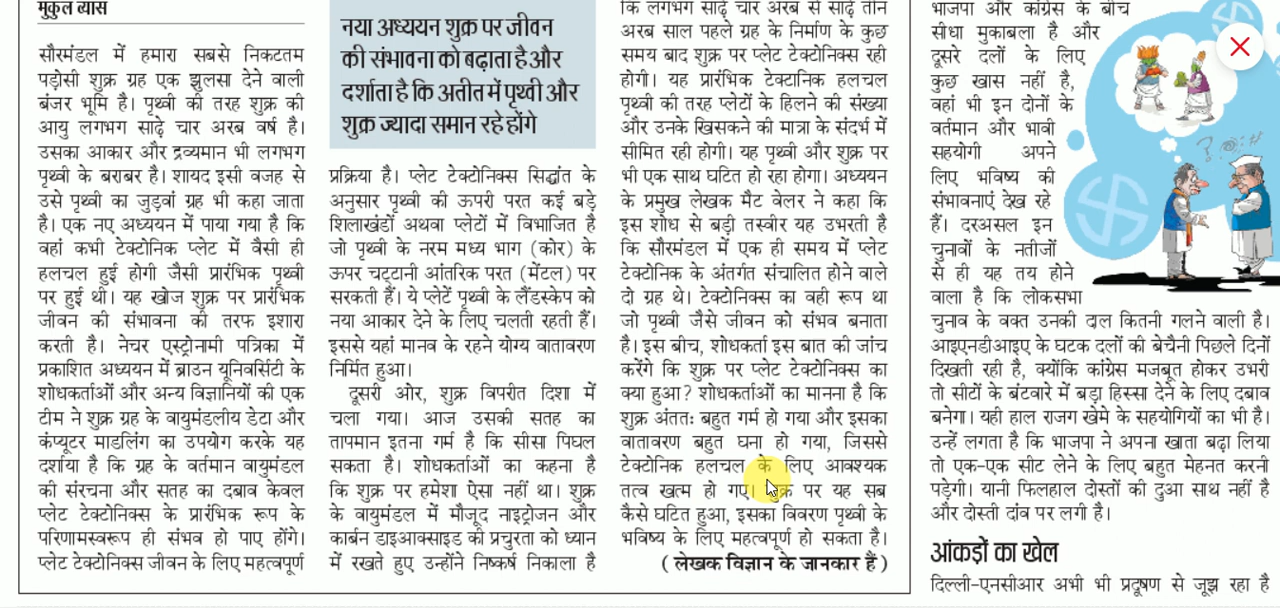 मुकुल व्यास
सौरमंडल में हमारा सबसे निकटतम
पड़ोसी शुक्र ग्रह एक झुलसा देने वाली
बंजर भूमि है। पृथ्वी की तरह शुक्र की
आयु लगभग साढ़े चार अरब वर्ष है।
उसका आकार और द्रव्यमान भी लगभग
पृथ्वी के बराबर है। शायद इसी वजह से
उसे पृथ्वी का जुड़वां ग्रह भी कहा जाता
है। एक नए अध्ययन में पाया गया है कि
वहां कभी टेक्टोनिक प्लेट में वैसी ही
हलचल हुई होगी जैसी प्रारंभिक पृथ्वी
पर हुई थी। यह खोज शुक्र पर प्रारंभिक
जीवन की संभावना की तरफ इशारा
करती है। नेचर एस्ट्रोनामी पत्रिका में
प्रकाशित अध्ययन में ब्राउन यूनिवर्सिटी के
शोधकर्ताओं और अन्य विज्ञानियों की एक
टीम ने शुक्र ग्रह के वायुमंडलीय डेटा और
कंप्यूटर माडलिंग का उपयोग करके यह
दर्शाया है कि ग्रह के वर्तमान वायुमंडल
की संरचना और सतह का दबाव केवल
प्लेट टेक्टोनिक्स के प्रारंभिक रूप के
परिणामस्वरूप ही संभव हो पाए होंगे।
प्लेट टेक्टोनिक्स जीवन के लिए महत्वपूर्ण
नया अध्ययन शुक्र पर जीवन
की संभावना को बढ़ाता है और
दर्शाता है कि अतीत में पृथ्वी और
शुक्र ज्यादा समान रहे होंगे
प्रक्रिया है। प्लेट टेक्टोनिक्स सिद्धांत के
अनुसार पृथ्वी की ऊपरी परत कई बड़े
शिलाखंडों अथवा प्लेटों में विभाजित है
जो पृथ्वी के नरम मध्य भाग (कोर) के
ऊपर चट्टानी आंतरिक परत (मेंटल) पर
सरकती हैं। ये प्लेटें पृथ्वी के लैंडस्केप को
नया आकार देने के लिए चलती रहती हैं।
इससे यहां मानव के रहने योग्य वातावरण
निर्मित हुआ।
दूसरी ओर, शुक्र विपरीत दिशा में
चला गया। आज उसकी सतह का
तापमान इतना गर्म है कि सीसा पिघल
सकता है। शोधकर्ताओं का कहना है
कि शुक्र पर हमेशा ऐसा नहीं था। शुक्र
के वायुमंडल में मौजूद नाइट्रोजन और
कार्बन डाइआक्साइड की प्रचुरता को ध्यान
में रखते हुए उन्होंने निष्कर्ष निकाला है
कि लगभग साढ़े चार अरब से साढ़े तीन
अरब साल पहले ग्रह के निर्माण के कुछ
समय बाद शुक्र पर प्लेट टेक्टोनिक्स रही
होगी। यह प्रारंभिक टेक्टानिक हलचल
पृथ्वी की तरह प्लेटों के हिलने की संख्या
और उनके खिसकने की मात्रा के संदर्भ में
सीमित रही होगी। यह पृथ्वी और शुक्र पर
भी एक साथ घटित हो रहा होगा। अध्ययन
के प्रमुख लेखक मैट वेलर ने कहा कि
इस शोध से बड़ी तस्वीर यह उभरती है
कि सौरमंडल में एक ही समय में प्लेट
टेक्टोनिक के अंतर्गत संचालित होने वाले
दो ग्रह थे। टेक्टोनिक्स का वही रूप था
जो पृथ्वी जैसे जीवन को संभव बनाता
है। इस बीच, शोधकर्ता इस बात की जांच
करेंगे कि शुक्र पर प्लेट टेक्टोनिक्स का
क्या हुआ? शोधकर्ताओं का मानना है कि
शुक्र अंततः बहुत गर्म हो गया और इसका
वातावरण बहुत घना हो गया, जिससे
टेक्टोनिक हलचल के लिए आवश्यक
तत्व खत्म हो गए। शुक्र पर यह सब
कैसे घटित हुआ, इसका विवरण पृथ्वी के
भविष्य के लिए महत्वपूर्ण हो सकता है।
( लेखक विज्ञान के जानकार हैं )
भाजपा और कांग्रेस के बीच
सीधा मुकाबला है और
दूसरे दलों के लिए
कुछ खास नहीं है,
वहां भी इन दोनों के
वर्तमान और भावी
सहयोगी अपने
लिए भविष्य की
संभावनाएं देख रहे
हैं। दरअसल इन
चुनावों के नतीजों
से ही यह तय होने
वाला है कि लोकसभा
चुनाव के वक्त उनकी दाल कितनी गलने वाली है।
आइएनडीआइए के घटक दलों की बेचैनी पिछले दिनों
दिखती रही है, क्योंकि कांग्रेस मजबूत होकर उभरी
तो सीटों के बंटवारे में बड़ा हिस्सा देने के लिए दबाव
बनेगा। यही हाल राजग खेमे के सहयोगियों का भी है।
उन्हें लगता है कि भाजपा ने अपना खाता बढ़ा लिया
तो एक-एक सीट लेने के लिए बहुत मेहनत करनी
पड़ेगी। यानी फिलहाल दोस्तों की दुआ साथ नहीं है
और दोस्ती दांव पर लगी है।
आंकड़ों का खेल
दिल्ली-एनसीआर अभी भी प्रदूषण से जूझ रहा है